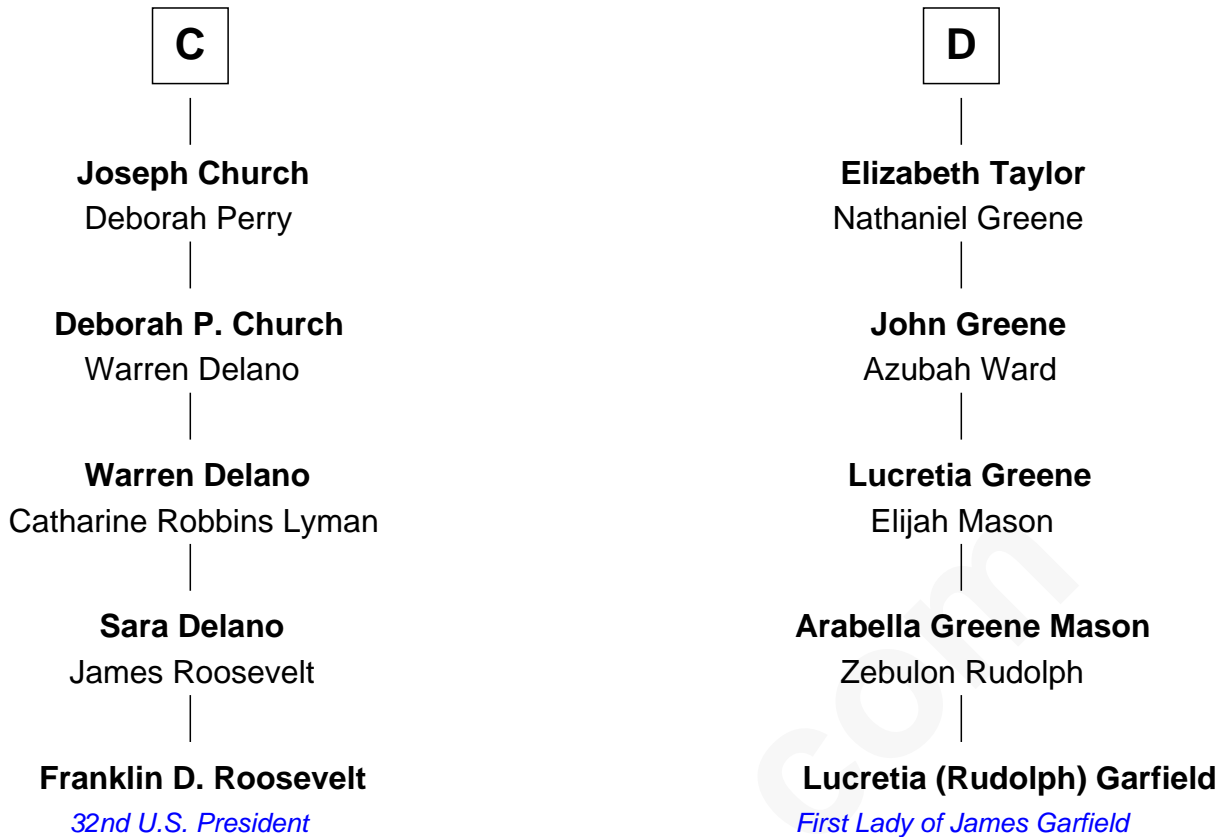 C
Joseph Church
Deborah Perry
Deborah P. Church
Warren Delano
Warren Delano
Catharine Robbins Lyman
Sara Delano
James Roosevelt
Franklin D. Roosevelt
32nd U.S. President
D
Elizabeth Taylor
Nathaniel Greene
John Greene
Azubah Ward
Lucretia Greene
Elijah Mason
Arabella Greene Mason
Zebulon Rudolph
Lucretia (Rudolph) Garfield
First Lady of James Garfield
com